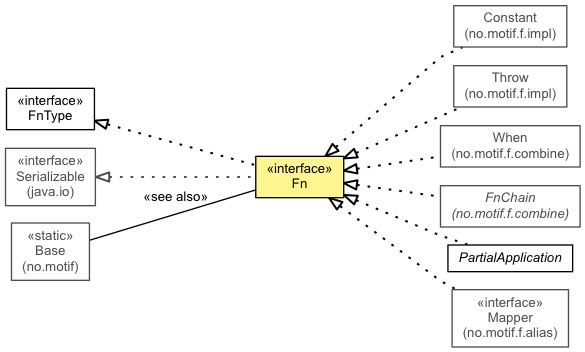 «interface»
FnType
«interface»
Serializable
(java.io)
«static»
Base
(no.motif)
«see also»
«interface»
Fn
Constant
(no.motif.f.impl)
Throw
(no.motif.f.impl)
When
(no.motif.f.combine)
FnChain
(no.motif.f.combine)
PartialApplication
«interface»
Mapper
(no.motif.f.alias)